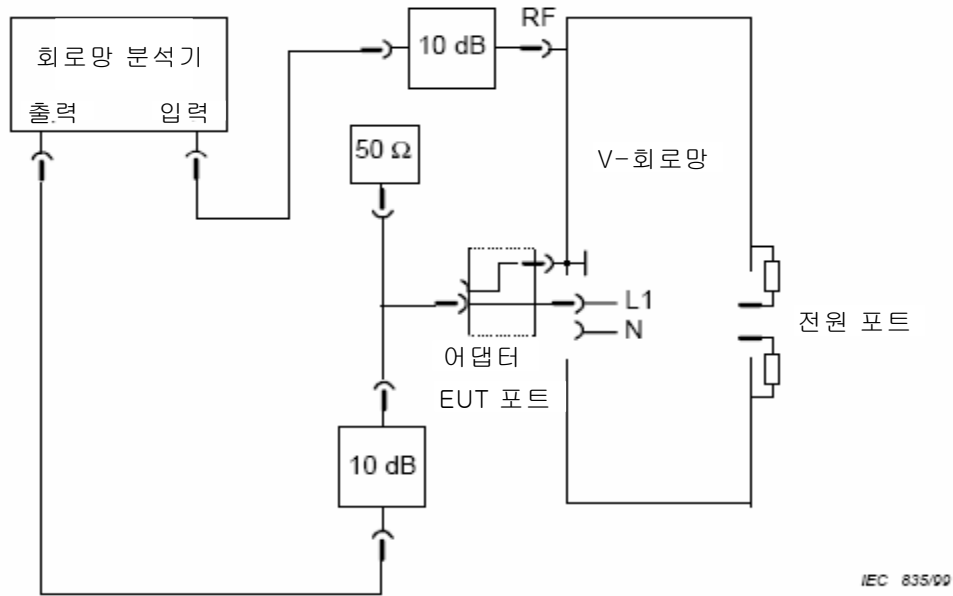 회로망 분석기
출력 입력
10 dB
RF
50 Ω
V-회로망
L1
N
어댑터
EUT 포트
전원 포트
10 dB
IEC 835/99